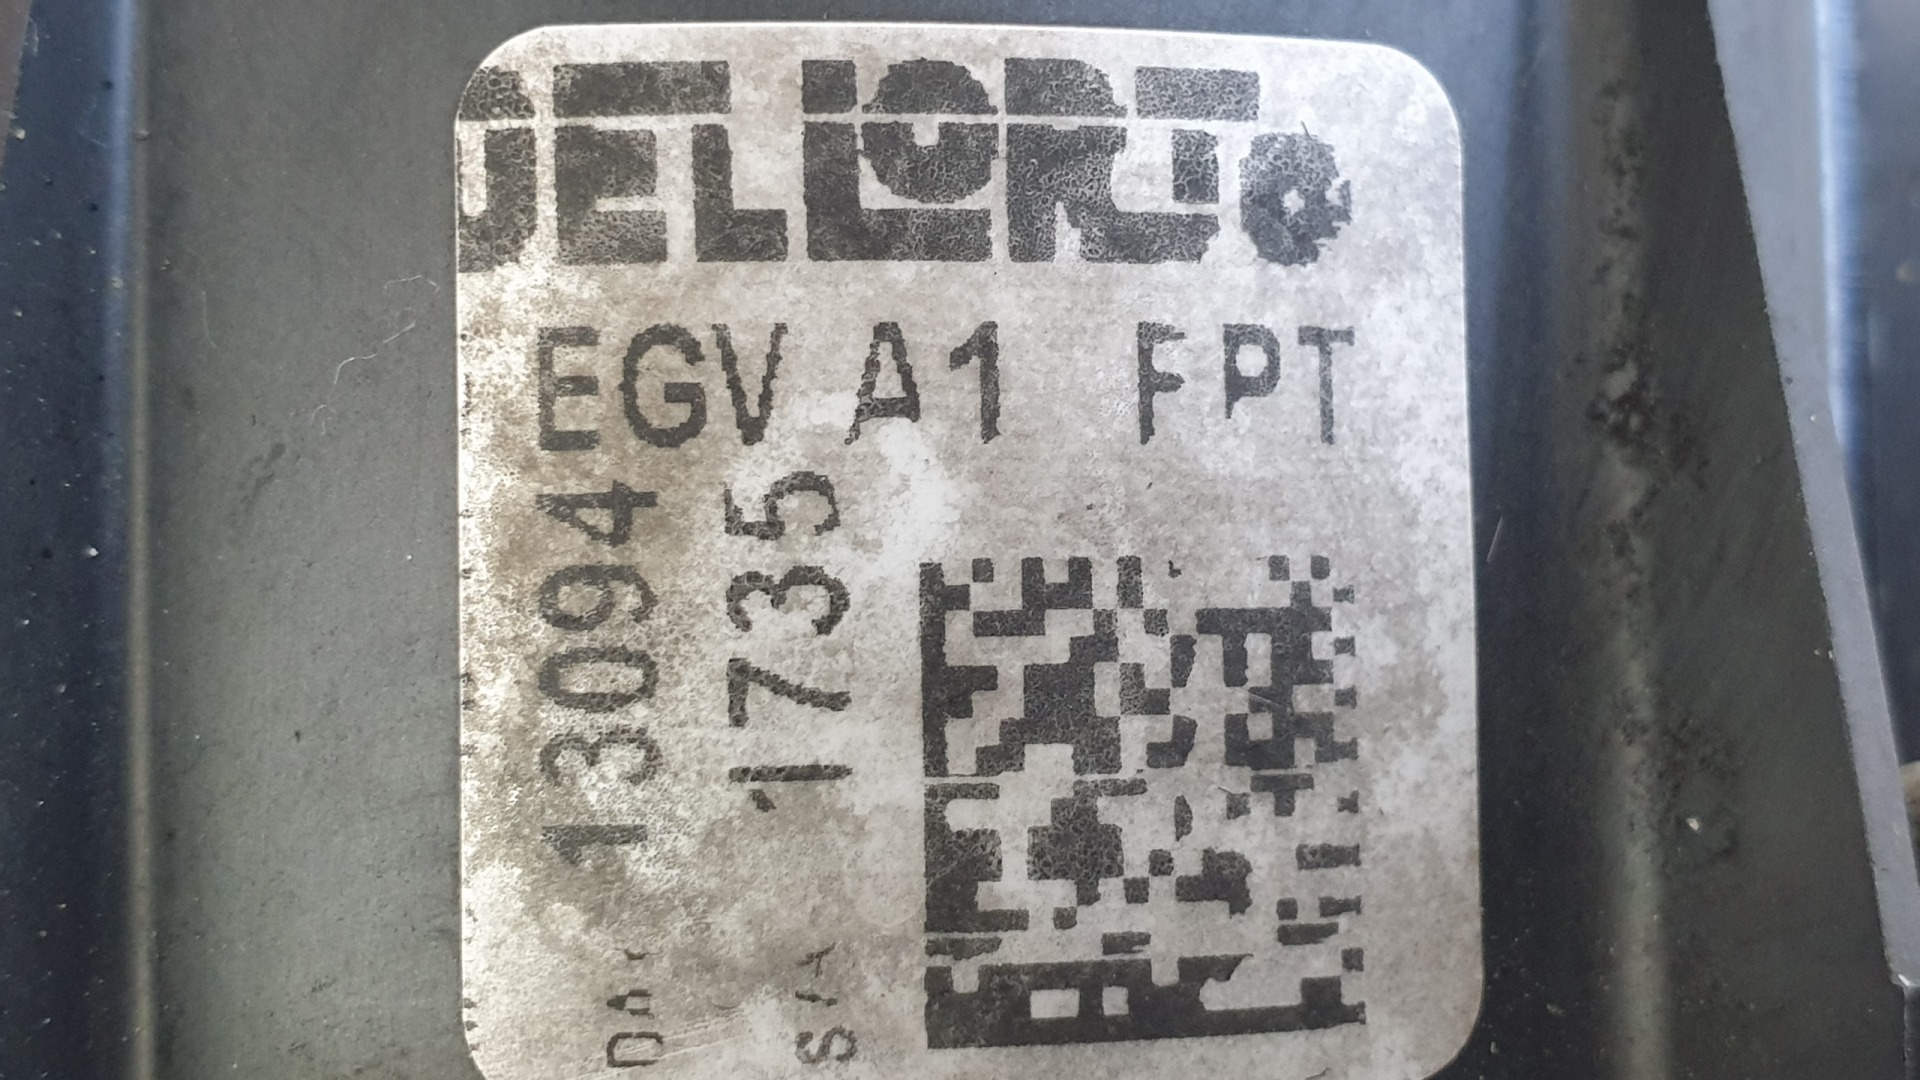 DELLORTO
EGV A1 FPT
13094
1735